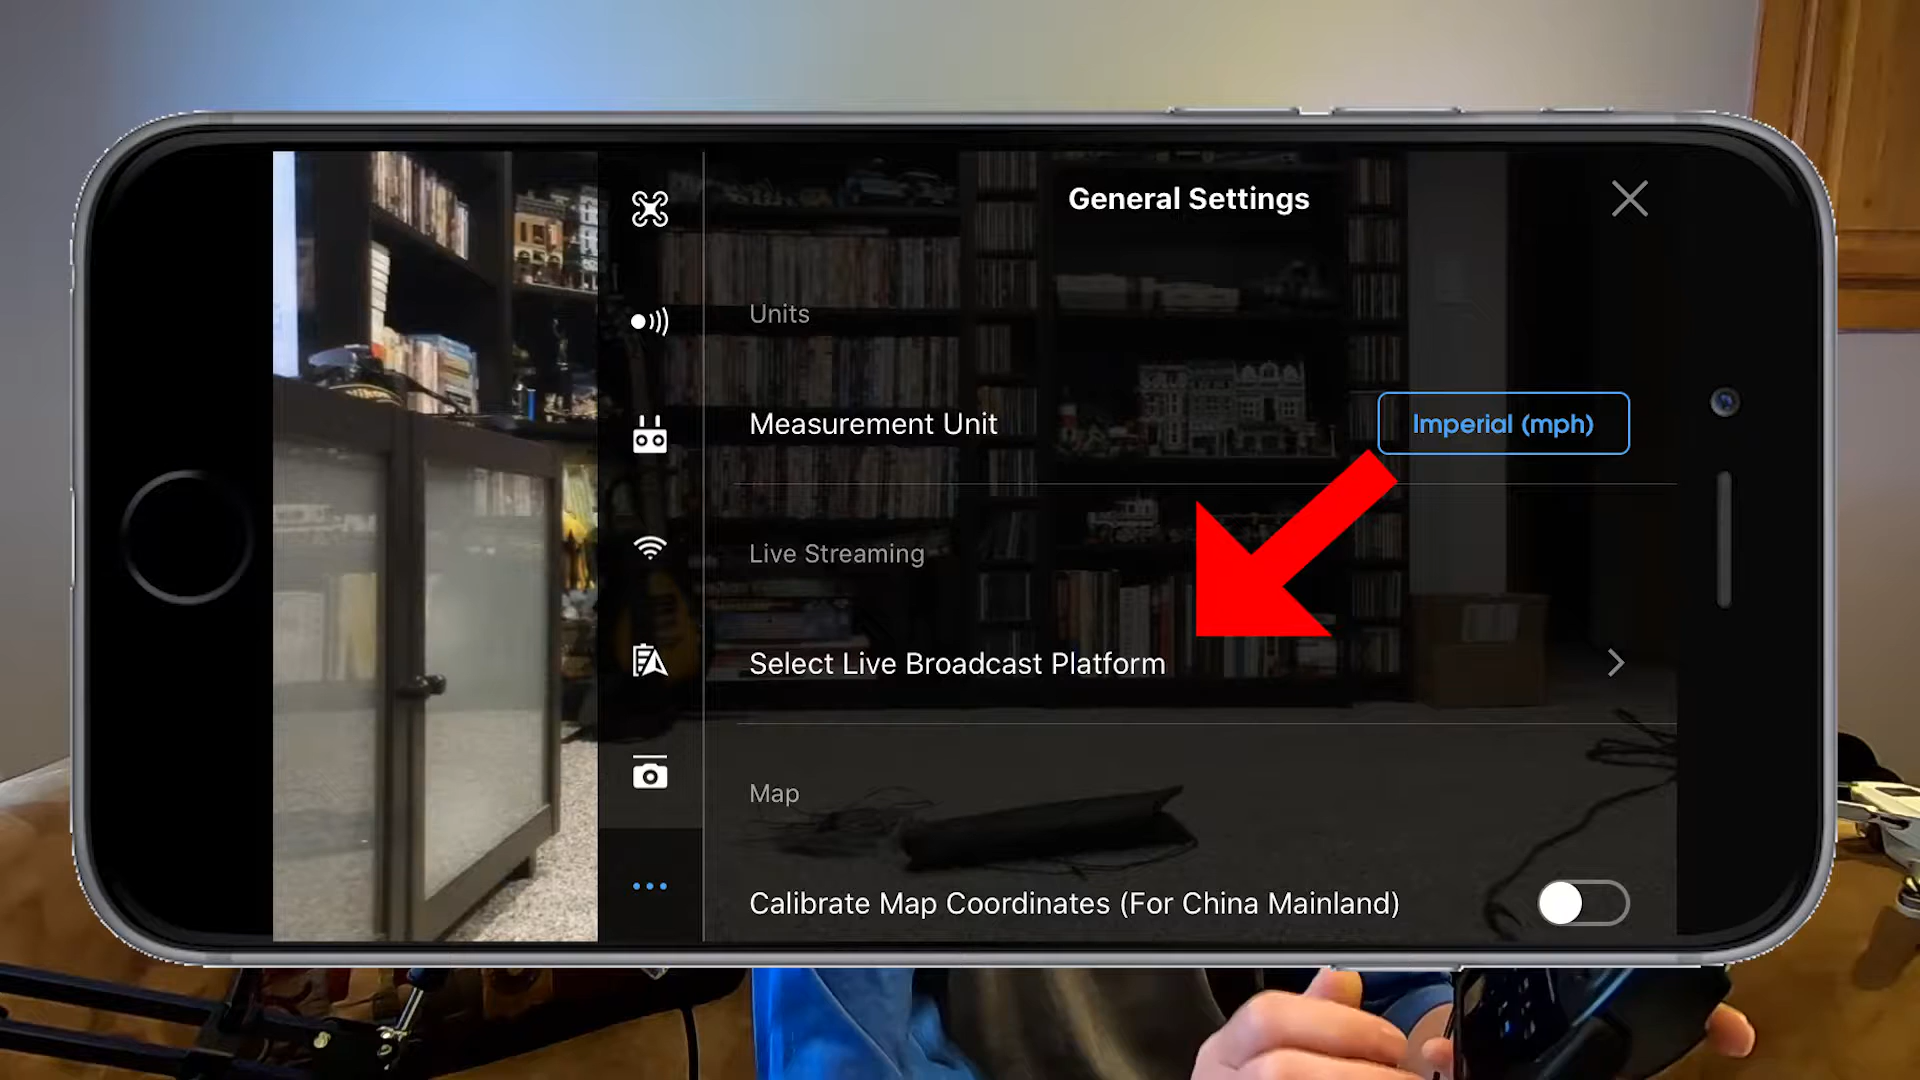 General Settings
Units
Measurement Unit
Imperial (mph)
Live Streaming
Select Live Broadcast Platform
Map
Calibrate Map Coordinates (For China Mainland)